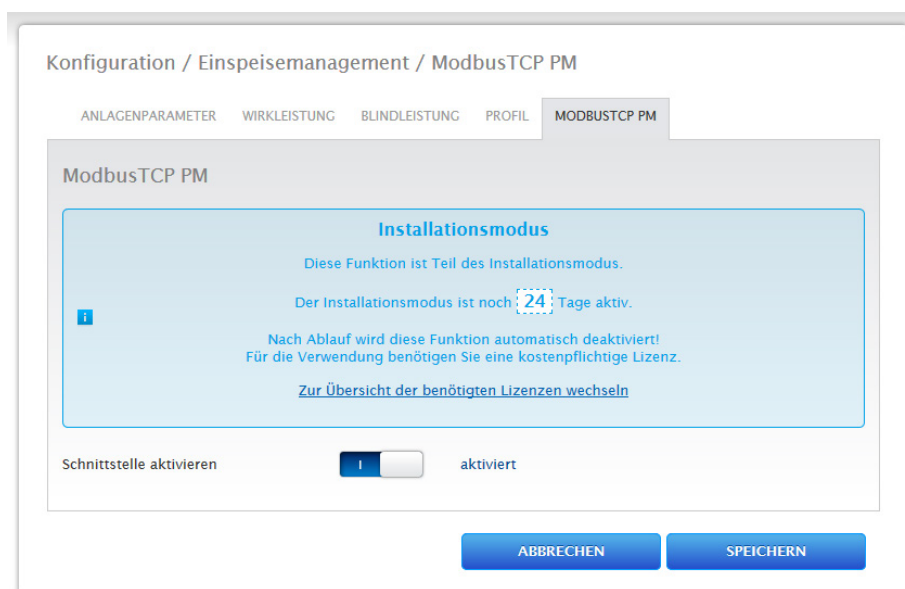 Konfiguration / Einspeisemanagement / ModbusTCP PM
ANLAGENPARAMETER WIRKLEISTUNG BLINDLEISTUNG PROFIL MODBUSTCP PM
ModbusTCP PM
Installationsmodus
Diese Funktion ist Teil des Installationsmodus.
Der Installationsmodus ist noch 24 Tage aktiv.
i
Nach Ablauf wird diese Funktion automatisch deaktiviert!
Für die Verwendung benötigen Sie eine kostenpflichtige Lizenz.
Zur Übersicht der benötigten Lizenzen wechseln
Schnittstelle aktivieren I aktiviert
ABBRECHEN SPEICHERN